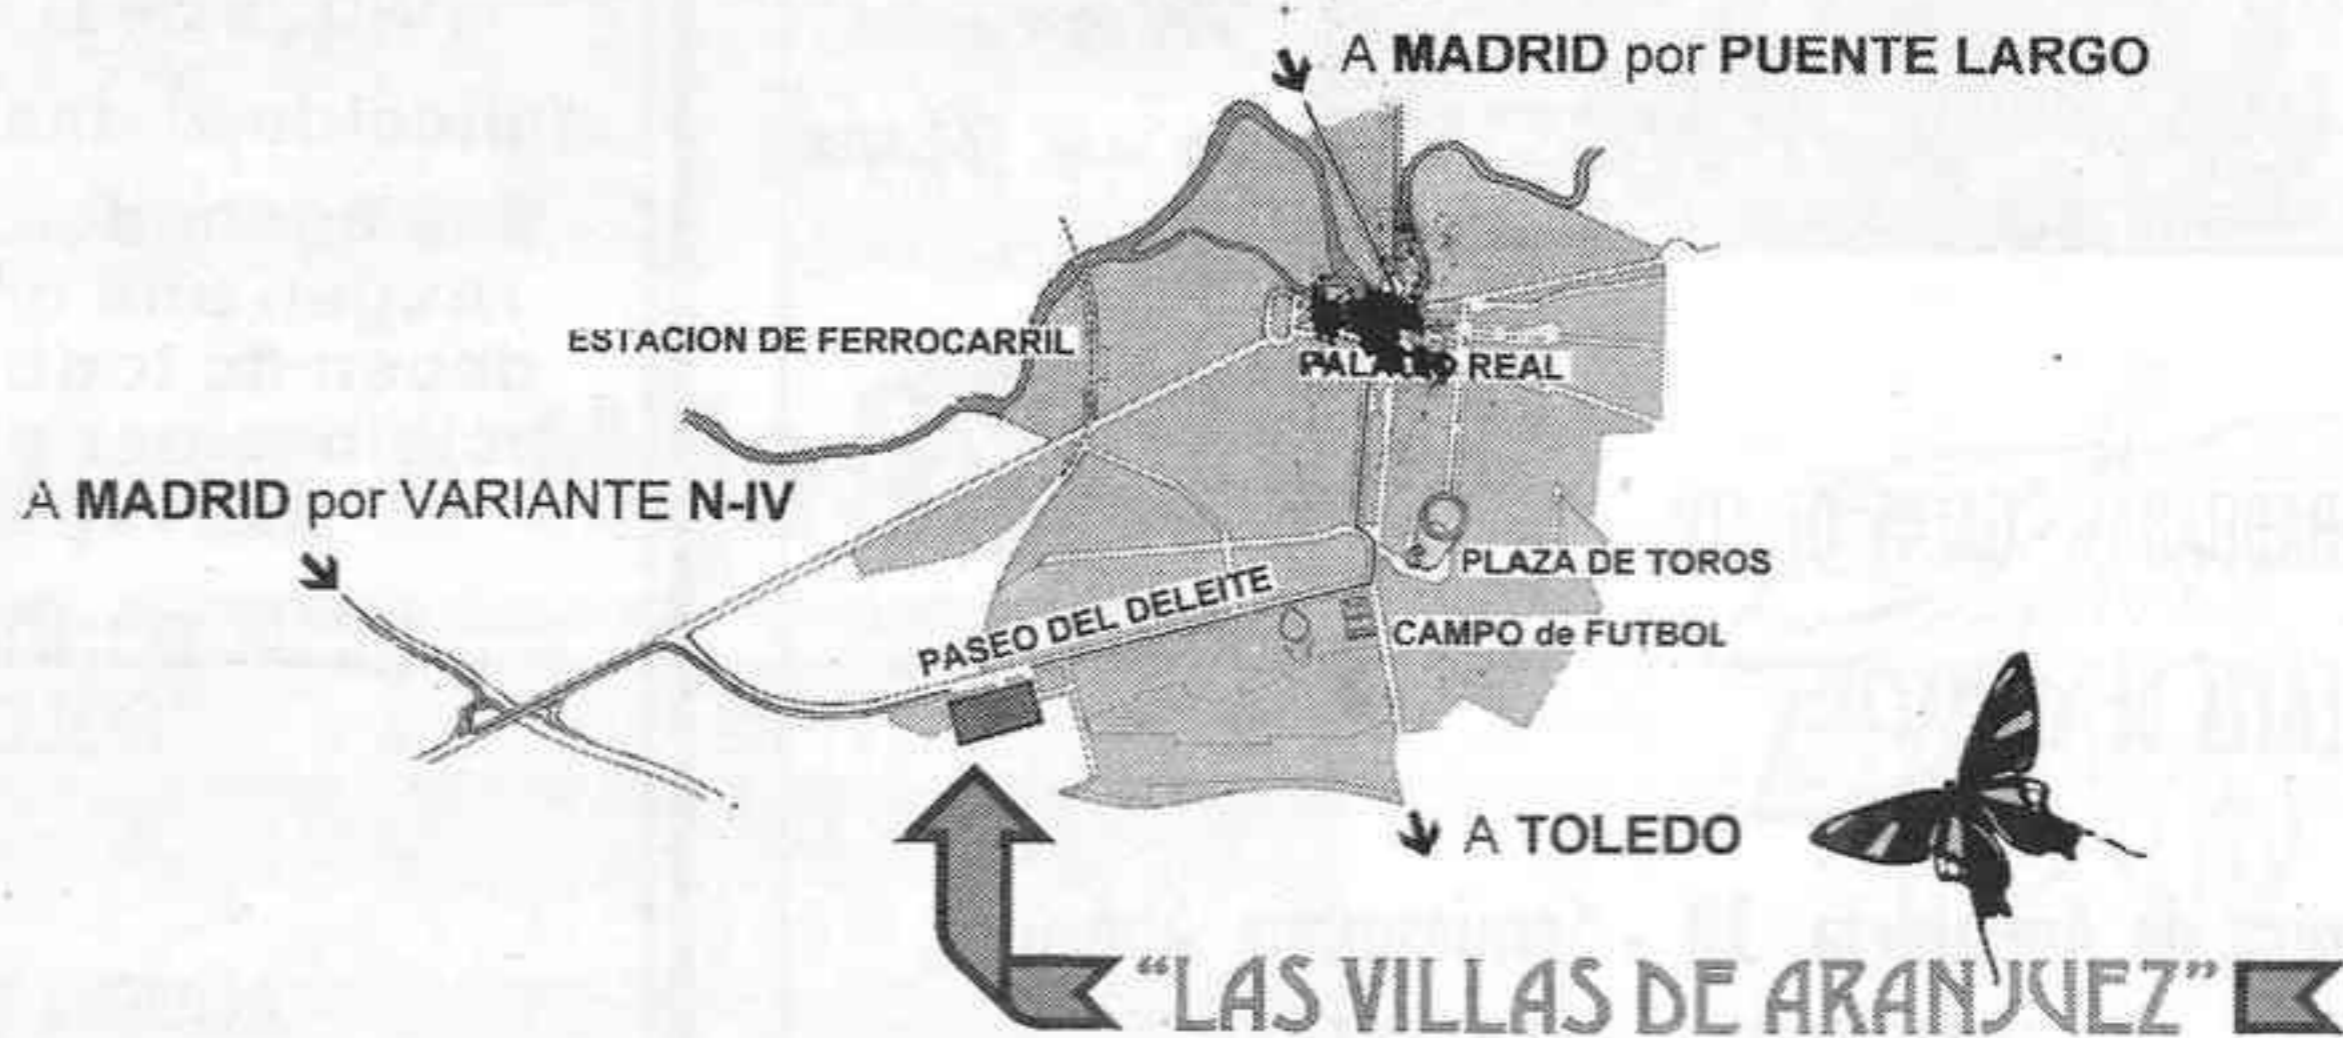 A MADRID por PUENTE LARGO
ESTACION DE FERROCARRIL
PALACIO REAL
A MADRID por VARIANTE N-IV
PLAZA DE TOROS
PASEO DEL DELEITE
CAMPO de FUTBOL
A TOLEDO
“LAS VILLAS DE ARANJUEZ”